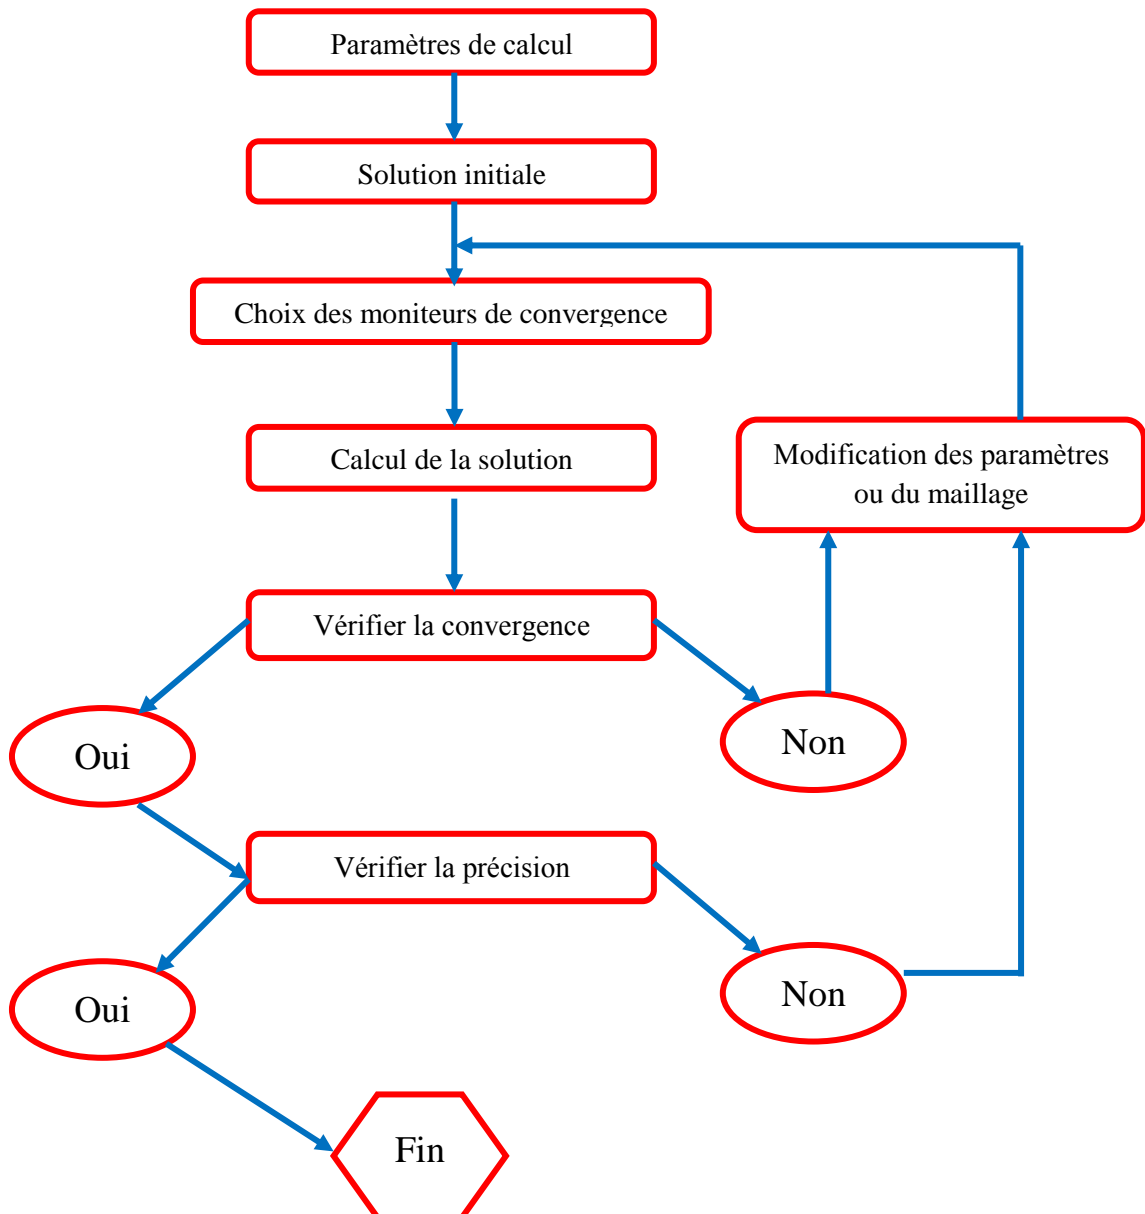 Paramètres de calcul
Solution initiale
Choix des moniteurs de convergence
Calcul de la solution
Modification des paramètres
ou du maillage
Vérifier la convergence
Oui
Non
Vérifier la précision
Oui
Non
Fin